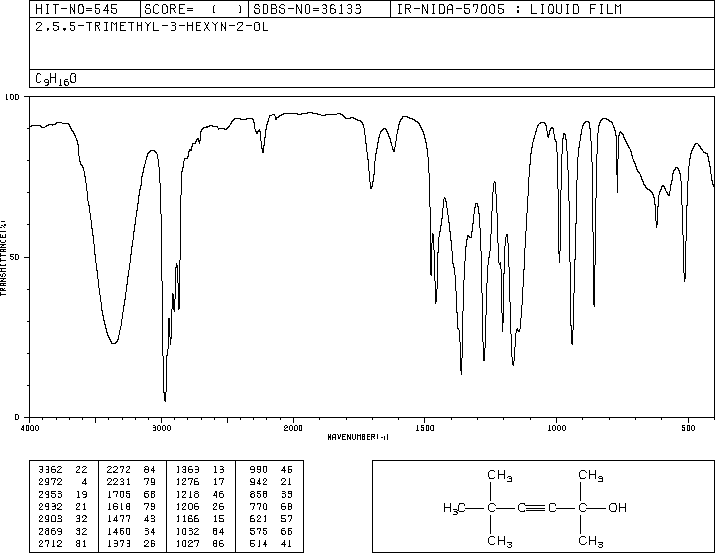 HIT-NO=545 SCORE= ( ) SDBS-NO=36133 IR-NIDA-57005 : LIQUID FILM
2,5,5-TRIMETHYL-3-HEXYN-2-OL
C9H16O
100
50
0
TRANSMITTANCE(%)
4000 3000 2000 1500 1000 500
WAVENUMBER(-1)
3362 22 2272 84 1363 13 990 46
2972 4 2231 79 1276 17 942 21
2953 19 1705 68 1218 46 858 33
2932 21 1618 79 1206 26 770 68
2903 32 1477 43 1166 15 621 57
2869 32 1460 34 1032 84 575 66
2712 81 1373 26 1027 86 514 41
CH3 CH3
H3C C C C C OH
CH3 CH3